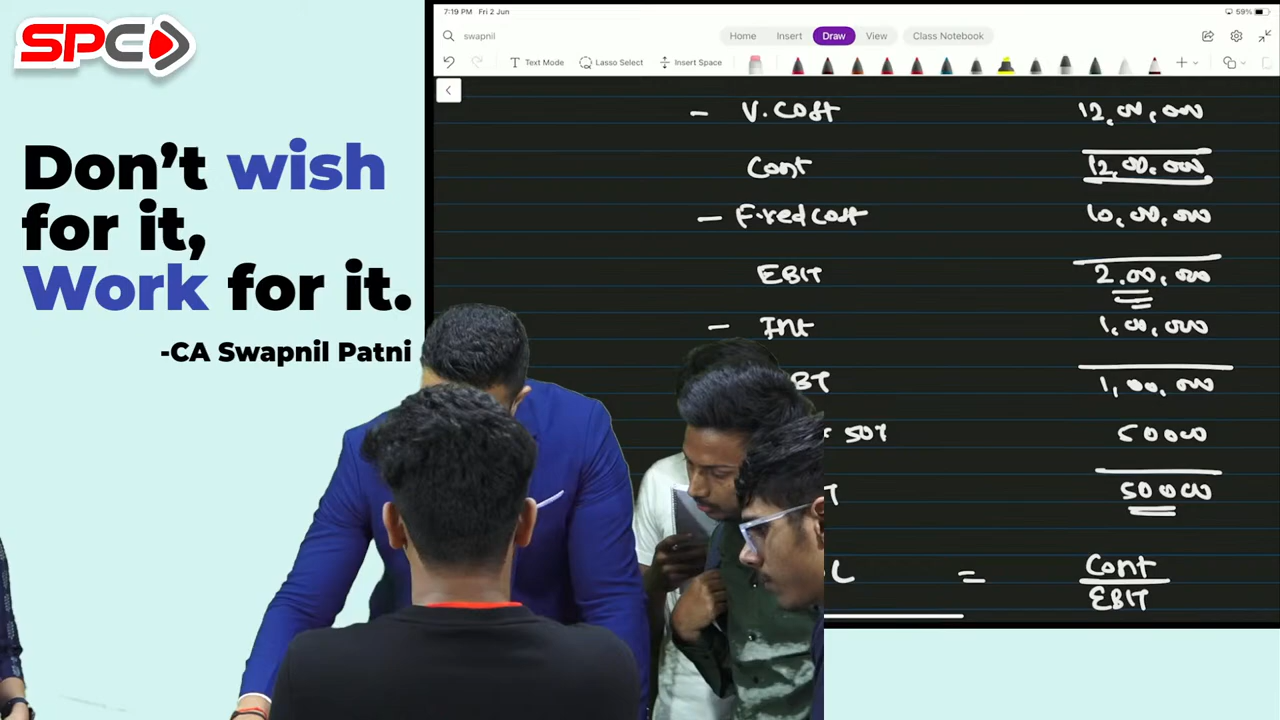 SPC
Don't wish
for it,
Work for it.
-CA Swapnil Patni
7:19 PM Fri 2 Jun
59%
swapnil
Home Insert Draw View Class Notebook
Text Mode Lasso Select Insert Space
- V. Cost 12,00,000
Cont 12,00,000
- Fixed Cost 10,00,000
EBIT 2,00,000
- Int 1,00,000
BT 1,00,000
50% 50000
T 50000
L = Cont
EBIT